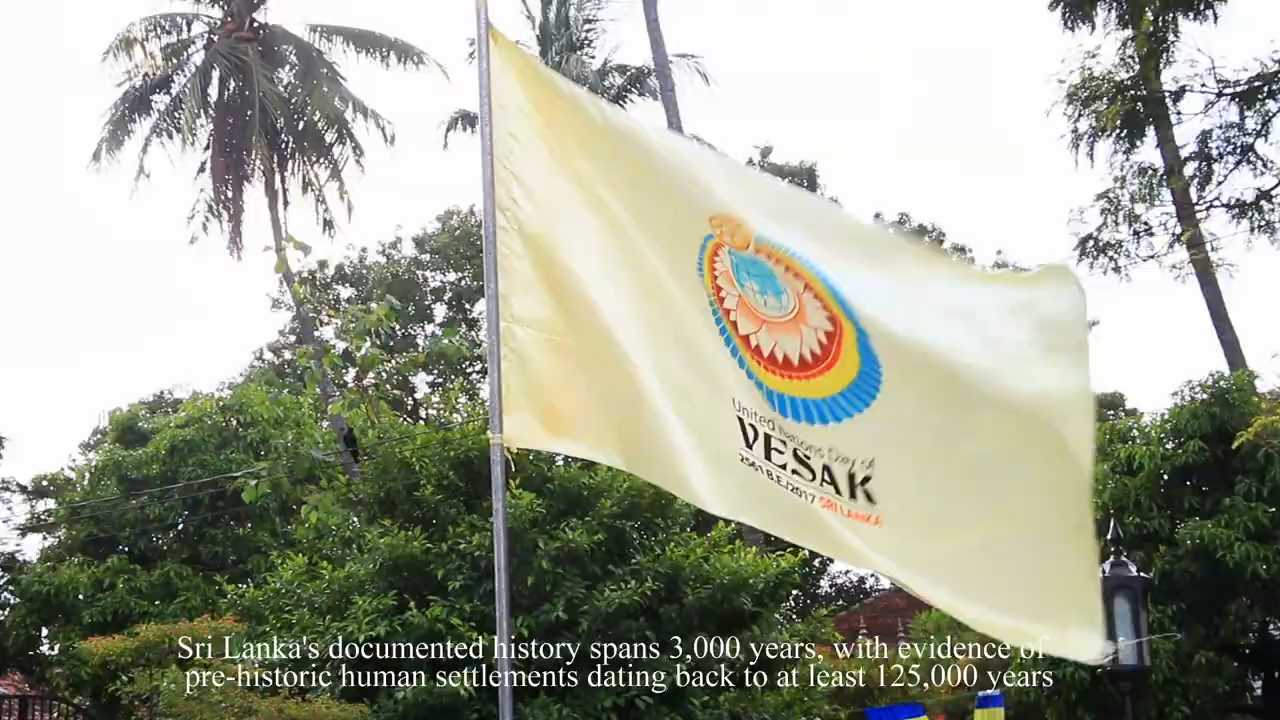 United Nations Day of
VESAK
2561 B.E./2017 SRI LANKA
Sri Lanka's documented history spans 3,000 years, with evidence of
pre-historic human settlements dating back to at least 125,000 years